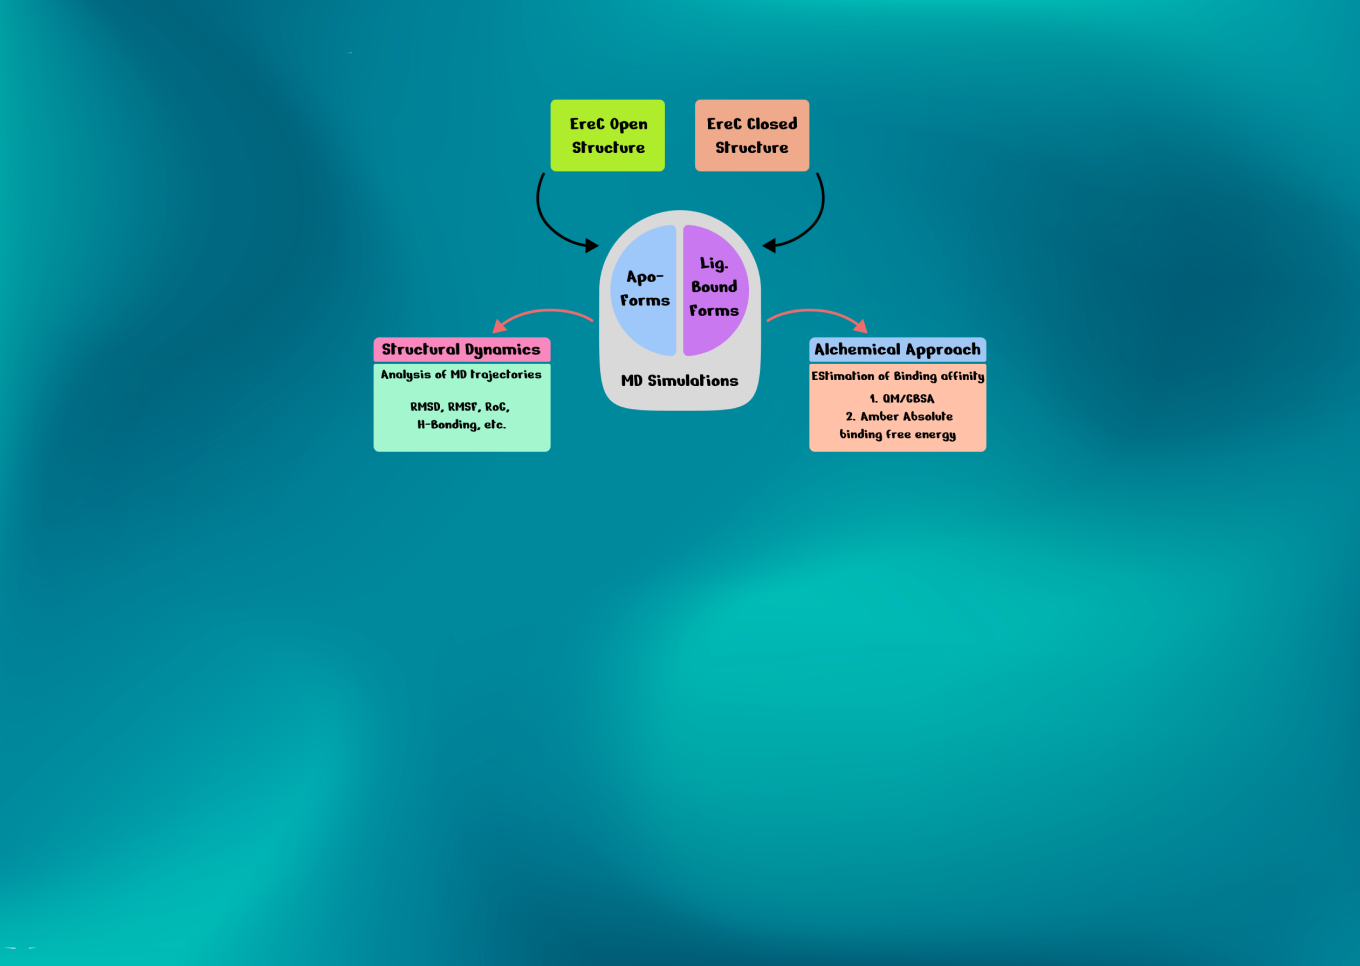 EreC Open
Structure
EreC Closed
Structure
Apo-
Forms
Lig.
Bound
Forms
MD Simulations
Structural Dynamics
Analysis of MD trajectories
RMSD, RMSF, RoG,
H-Bonding, etc.
Alchemical Approach
EStimation of Binding affinity
1. QM/GBSA
2. Amber Absolute
binding free energy